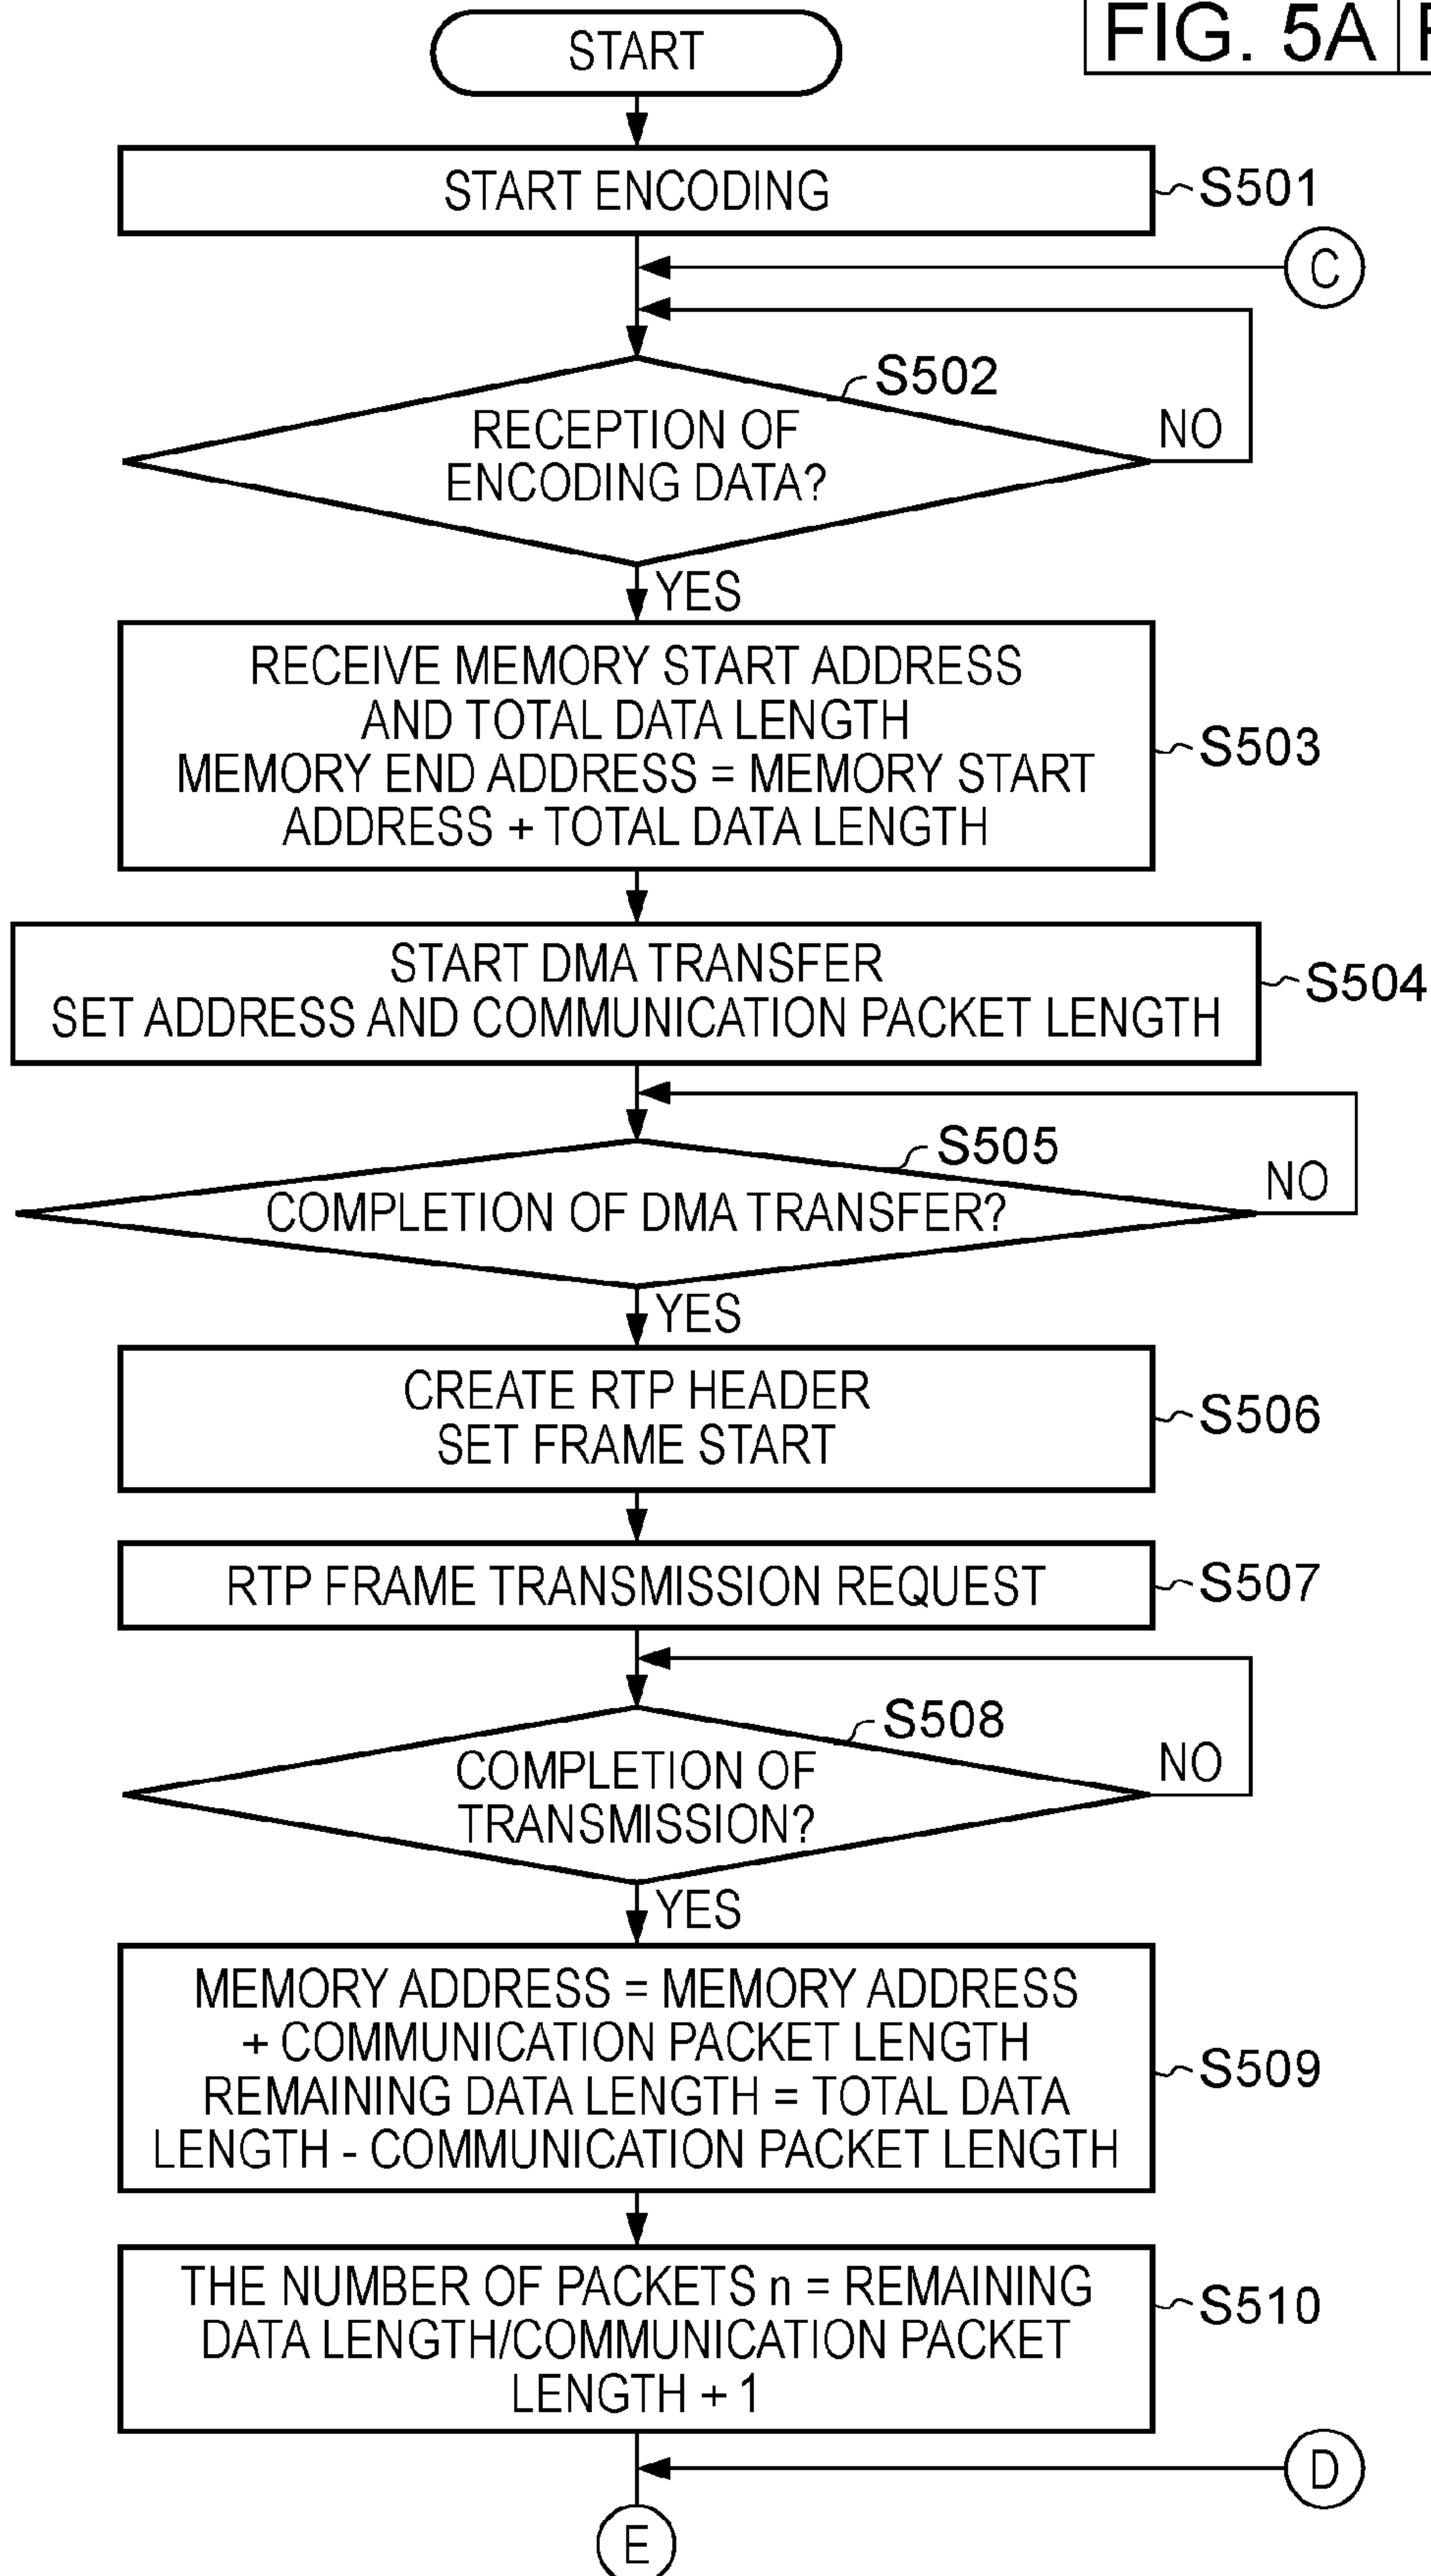 FIG. 5A
START
START ENCODING
S501
C
S502
RECEPTION OF
ENCODING DATA?
NO
YES
RECEIVE MEMORY START ADDRESS
AND TOTAL DATA LENGTH
MEMORY END ADDRESS = MEMORY START
ADDRESS + TOTAL DATA LENGTH
S503
START DMA TRANSFER
SET ADDRESS AND COMMUNICATION PACKET LENGTH
S504
S505
COMPLETION OF DMA TRANSFER?
NO
YES
CREATE RTP HEADER
SET FRAME START
S506
RTP FRAME TRANSMISSION REQUEST
S507
S508
COMPLETION OF
TRANSMISSION?
NO
YES
MEMORY ADDRESS = MEMORY ADDRESS
+ COMMUNICATION PACKET LENGTH
REMAINING DATA LENGTH = TOTAL DATA
LENGTH - COMMUNICATION PACKET LENGTH
S509
THE NUMBER OF PACKETS n = REMAINING
DATA LENGTH/COMMUNICATION PACKET
LENGTH + 1
S510
D
E